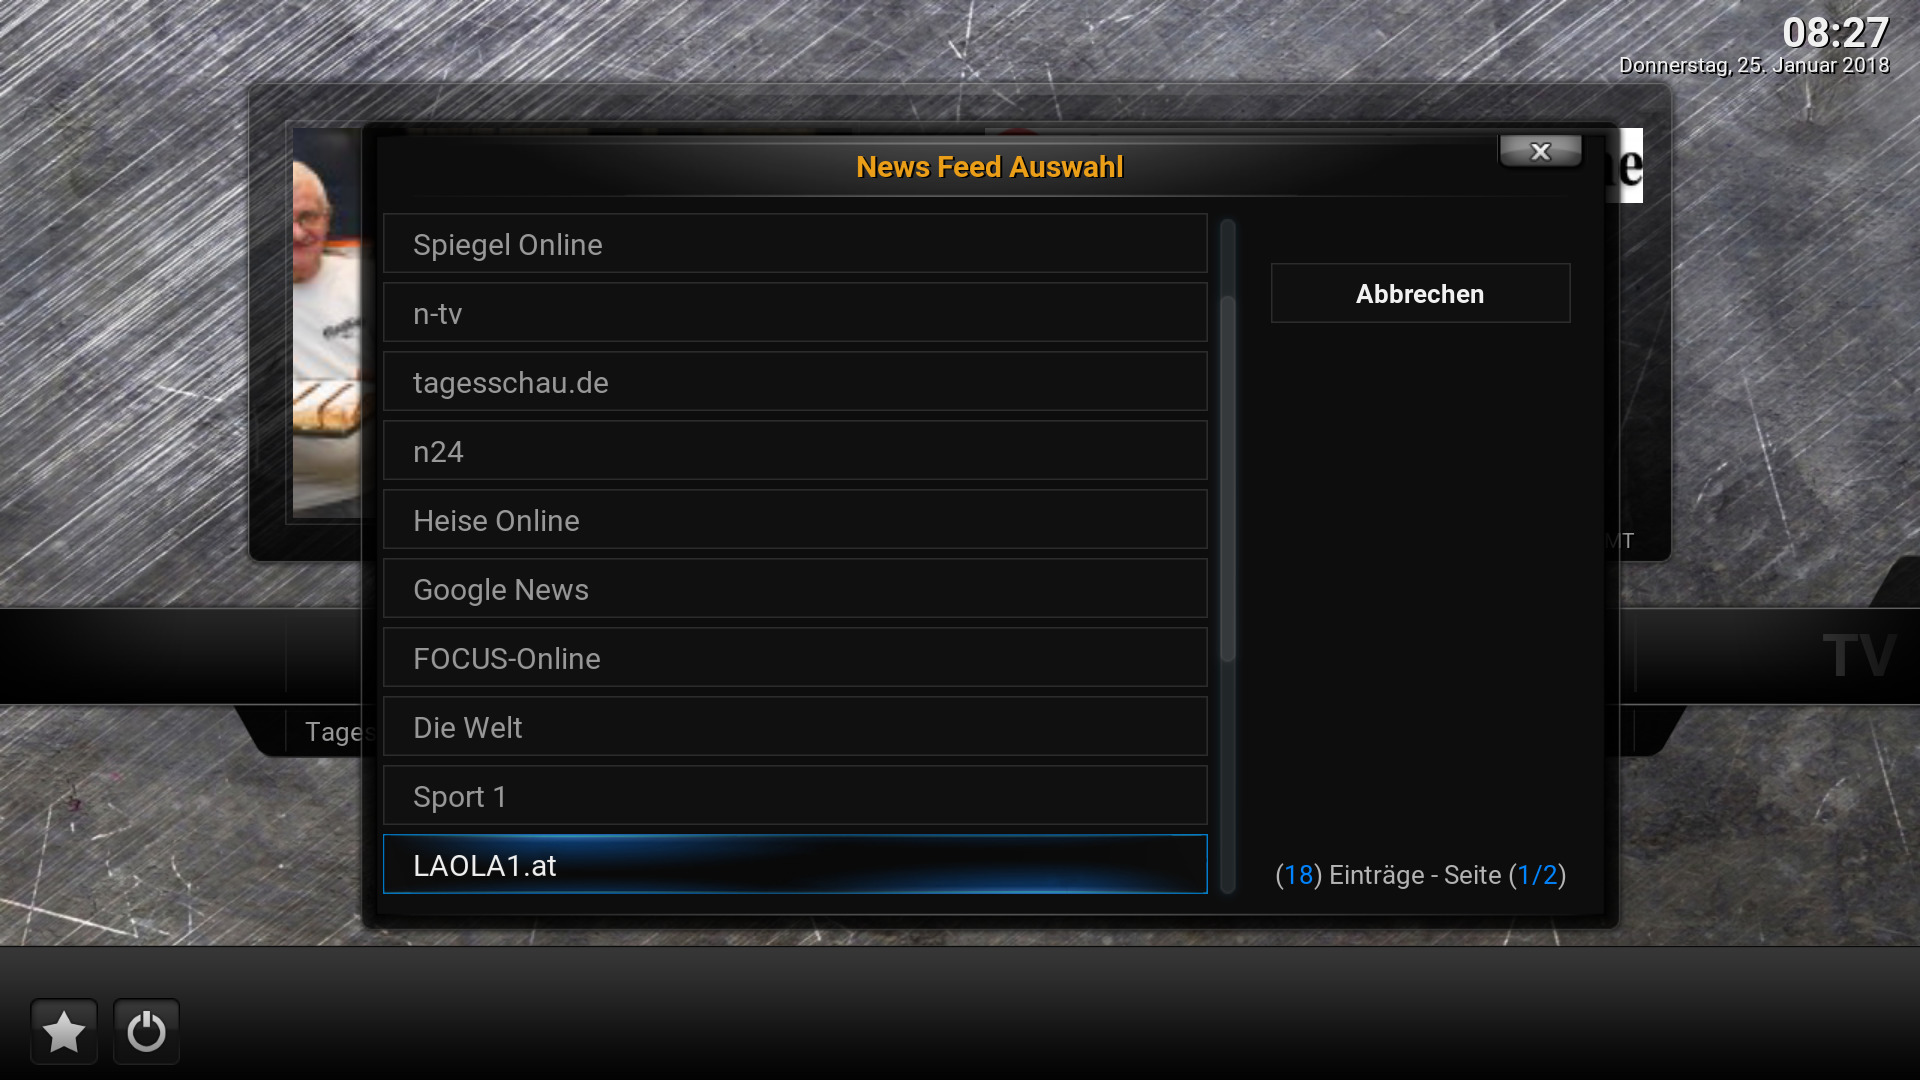 08:27
Donnerstag, 25. Januar 2018
News Feed Auswahl
Spiegel Online
n-tv
tagesschau.de
n24
Heise Online
Google News
FOCUS-Online
Die Welt
Sport 1
LAOLA1.at
Abbrechen
(18) Einträge - Seite (1/2)
TV
Tages